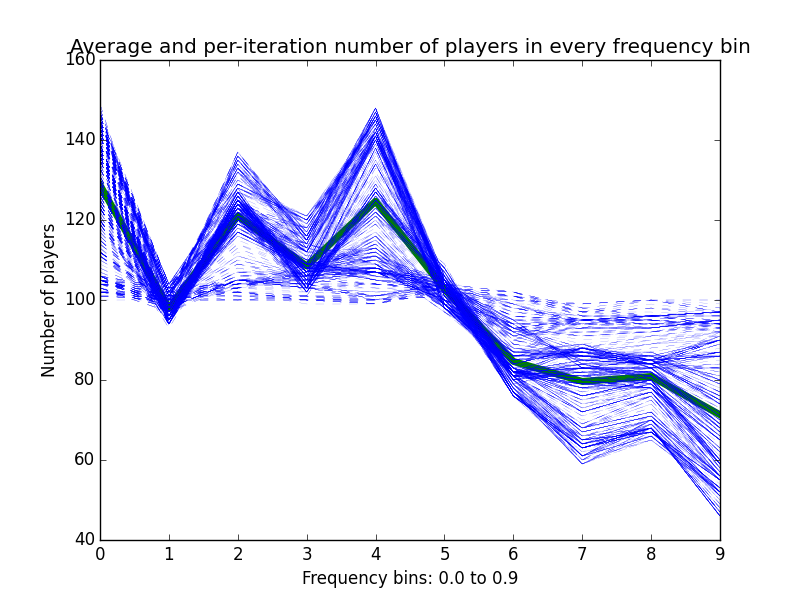 Average and per-iteration number of players in every frequency bin
160
140
120
100
80
60
40
Number of players
0 1 2 3 4 5 6 7 8 9
Frequency bins: 0.0 to 0.9